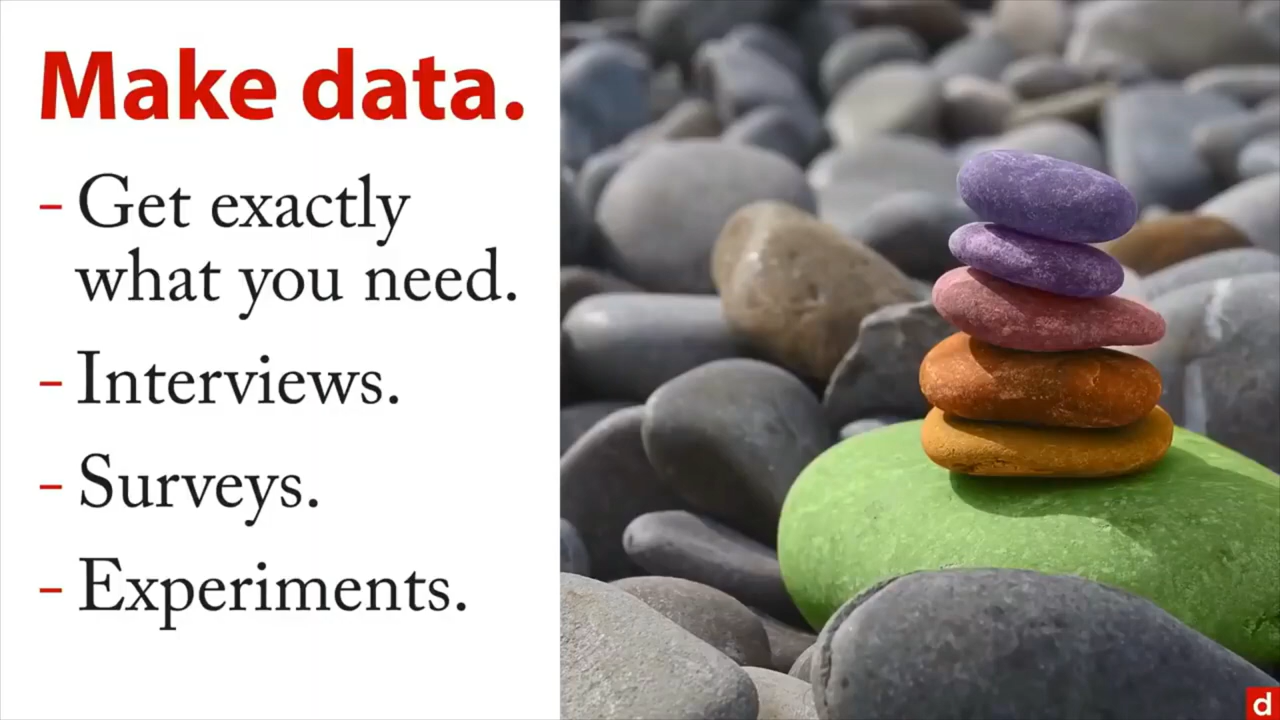 Make data.
- Get exactly
what you need.
- Interviews.
- Surveys.
- Experiments.
d